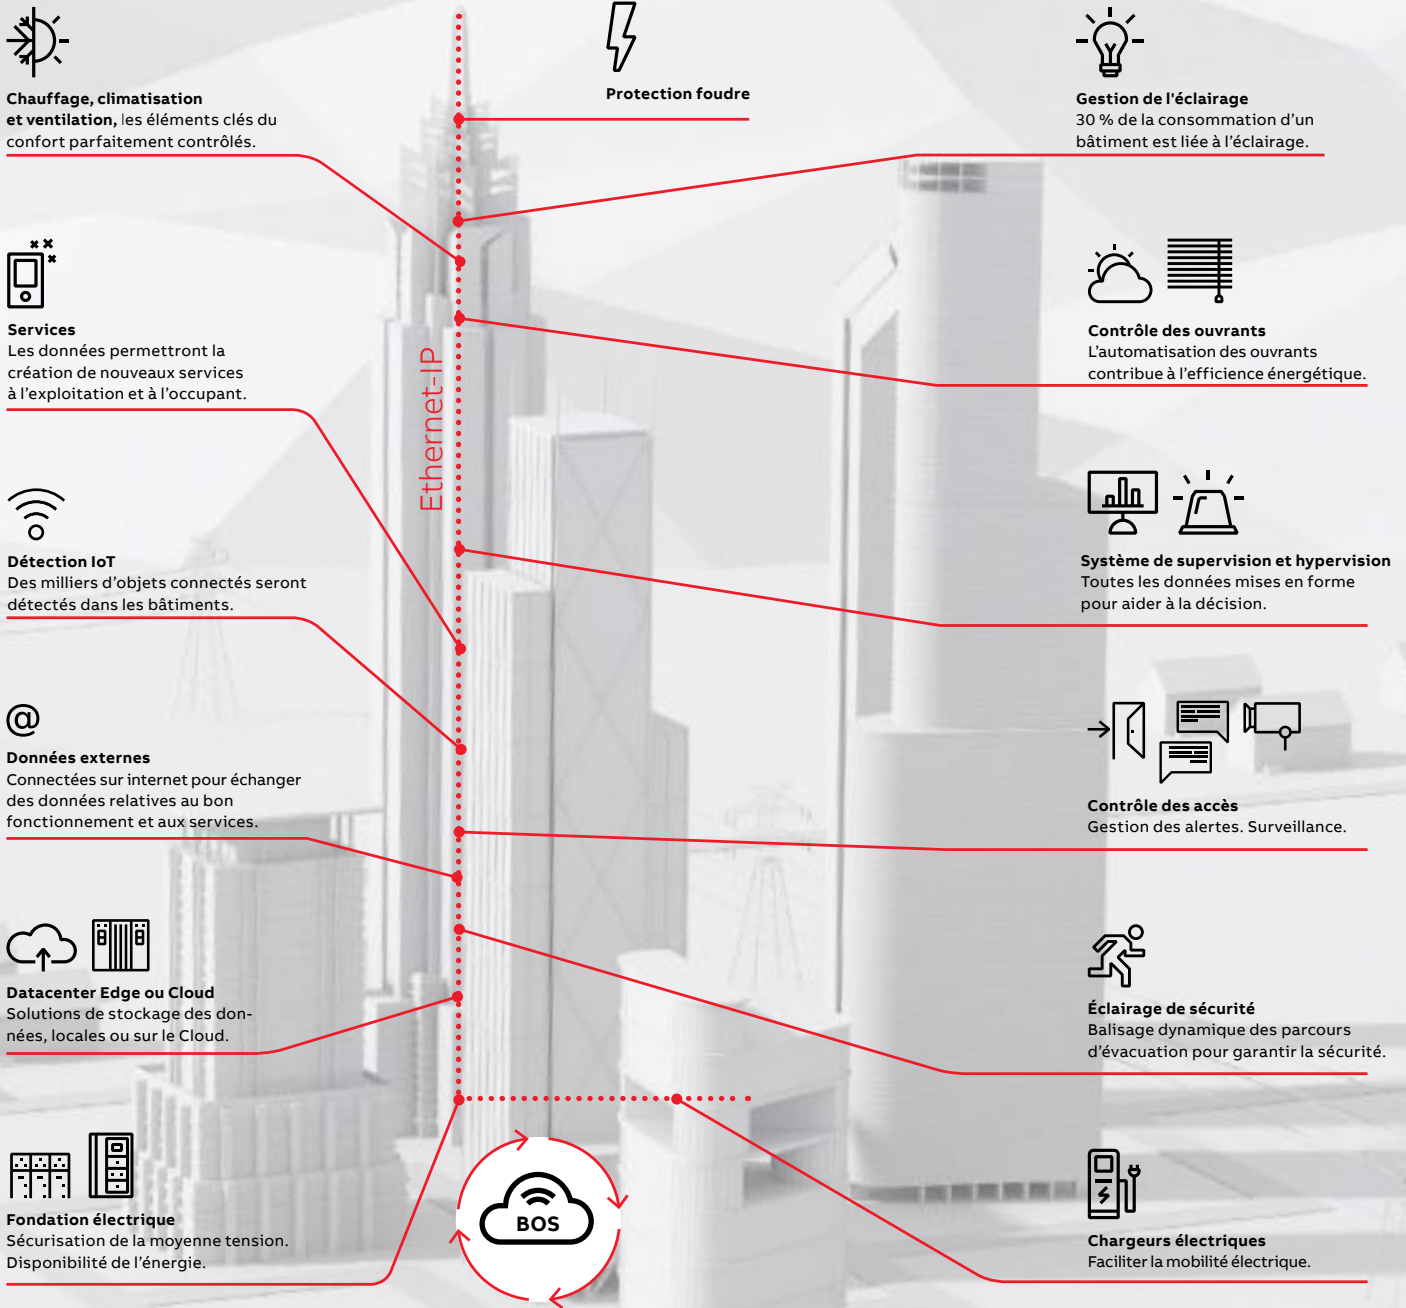 Protection foudre
Chauffage, climatisation
et ventilation, les éléments clés du
confort parfaitement contrôlés.
Services
Les données permettront la
création de nouveaux services
à l'exploitation et à l'occupant.
Détection IoT
Des milliers d'objets connectés seront
détectés dans les bâtiments.
@
Données externes
Connectées sur internet pour échanger
des données relatives au bon
fonctionnement et aux services.
Datacenter Edge ou Cloud
Solutions de stockage des don-
nées, locales ou sur le Cloud.
Fondation électrique
Sécurisation de la moyenne tension.
Disponibilité de l'énergie.
Ethernet-IP
BOS
Gestion de l'éclairage
30 % de la consommation d'un
bâtiment est liée à l'éclairage.
Contrôle des ouvrants
L'automatisation des ouvrants
contribue à l'efficience énergétique.
Système de supervision et hypervision
Toutes les données mises en forme
pour aider à la décision.
Contrôle des accès
Gestion des alertes. Surveillance.
Éclairage de sécurité
Balisage dynamique des parcours
d'évacuation pour garantir la sécurité.
Chargeurs électriques
Faciliter la mobilité électrique.